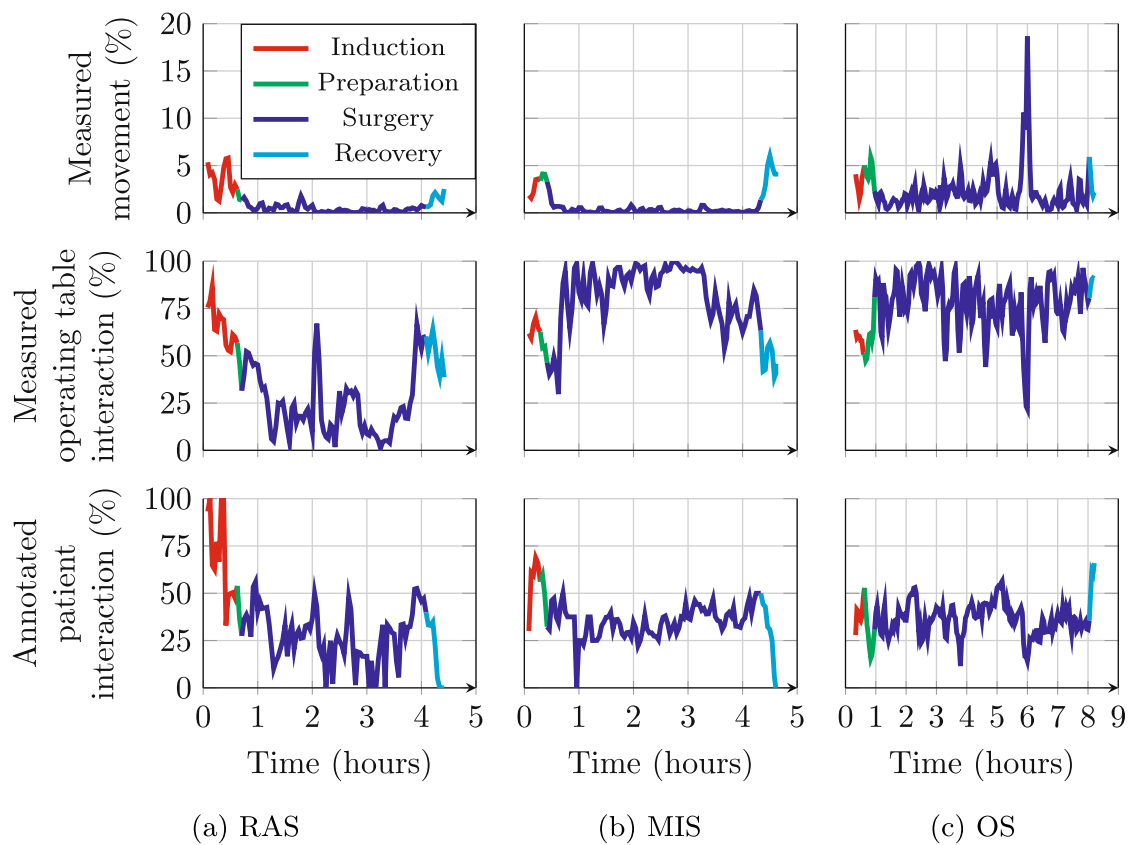 Measured
movement (%)
20
15
10
5
0
Induction
Preparation
Surgery
Recovery
Measured
operating table
interaction (%)
100
75
50
25
0
Annotated
patient
interaction (%)
100
75
50
25
0
0 1 2 3 4 5
0 1 2 3 4 5
0 1 2 3 4 5 6 7 8 9
Time (hours)
Time (hours)
Time (hours)
(a) RAS
(b) MIS
(c) OS